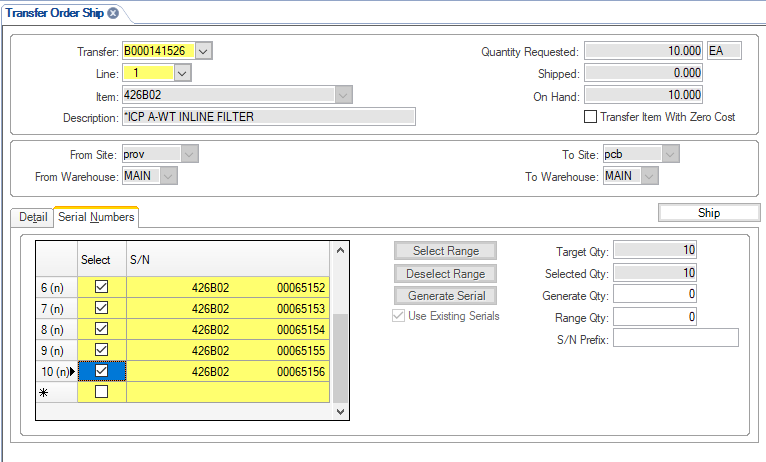 Transfer Order Ship
Transfer: B000141526 Quantity Requested: 10.000 EA
Line: 1 Shipped: 0.000
Item: 426B02 On Hand: 10.000
Description: *ICP A-WT INLINE FILTER Transfer Item With Zero Cost
From Site: prov To Site: pcb
From Warehouse: MAIN To Warehouse: MAIN
Detail Serial Numbers Ship
Select S/N
6 (n) 426B02 00065152
7 (n) 426B02 00065153
8 (n) 426B02 00065154
9 (n) 426B02 00065155
10 (n) 426B02 00065156
Select Range
Deselect Range
Generate Serial
Use Existing Serials
Target Qty: 10
Selected Qty: 10
Generate Qty: 0
Range Qty: 0
S/N Prefix: